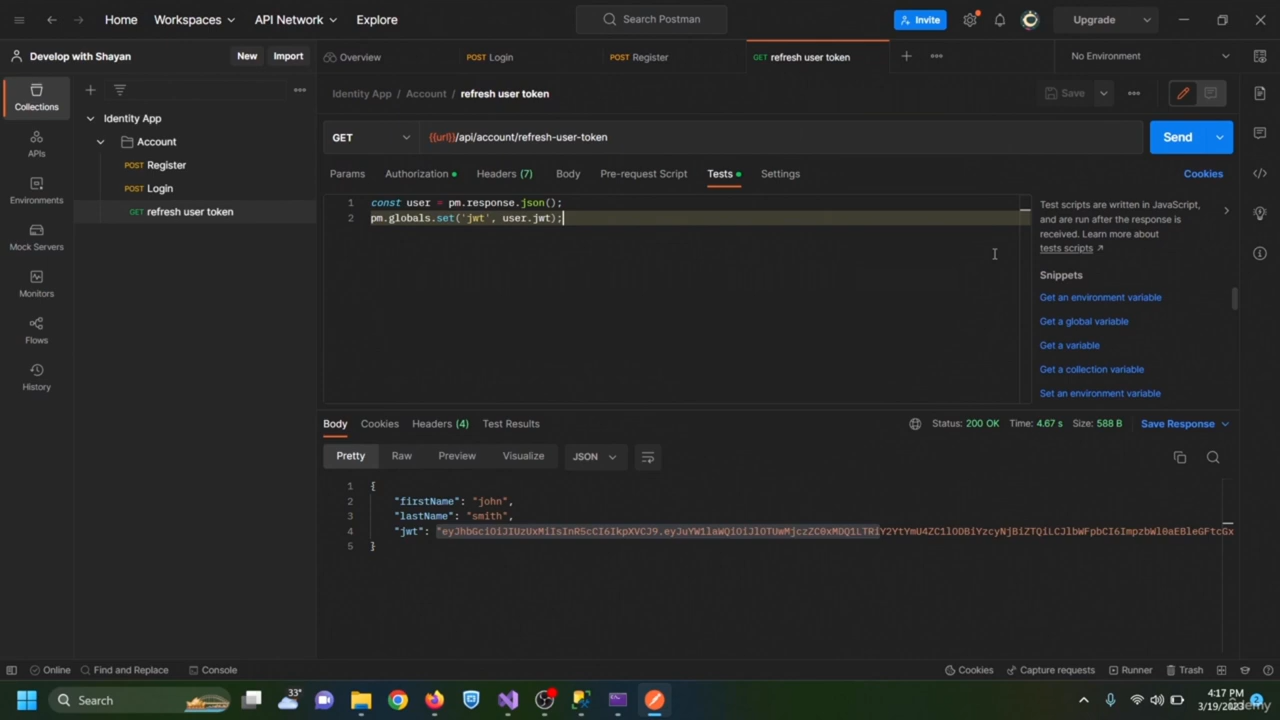 Home
Workspaces
API Network
Explore
Search Postman
Invite
Upgrade
Develop with Shayan
New
Import
Overview
POST Login
POST Register
GET refresh user token
No Environment
Collections
APIs
Environments
Mock Servers
Monitors
Flows
History
Identity App
Account
POST Register
POST Login
GET refresh user token
Identity App / Account / refresh user token
Save
GET
{{url}}/api/account/refresh-user-token
Send
Params
Authorization
Headers (7)
Body
Pre-request Script
Tests
Settings
Cookies
1 const user = pm.response.json();
2 pm.globals.set('jwt', user.jwt);
Test scripts are written in JavaScript,
and are run after the response is
received. Learn more about
tests scripts
Snippets
Get an environment variable
Get a global variable
Get a variable
Get a collection variable
Set an environment variable
Body
Cookies
Headers (4)
Test Results
Status: 200 OK
Time: 4.67 s
Size: 588 B
Save Response
Pretty
Raw
Preview
Visualize
JSON
1 {
2 "firstName": "john",
3 "lastName": "smith",
4 "jwt":
5 }
Online
Find and Replace
Console
Cookies
Capture requests
Runner
Trash
Search
33°
4:17 PM
3/19/2023
2